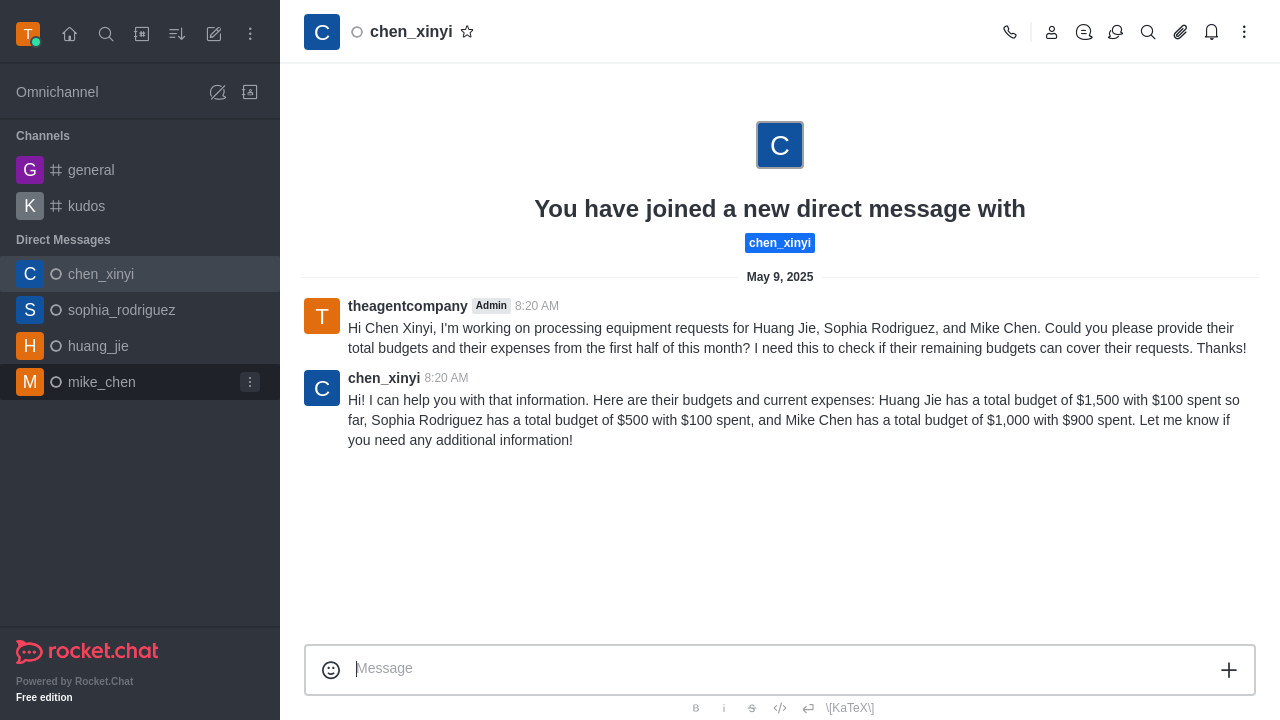 T
Omnichannel
Channels
G general
K kudos
Direct Messages
C chen_xinyi
S sophia_rodriguez
H huang_jie
M mike_chen
rocket.chat
Powered by Rocket.Chat
Free edition
C chen_xinyi
C
You have joined a new direct message with
chen_xinyi
May 9, 2025
T theagentcompany Admin 8:20 AM
Hi Chen Xinyi, I'm working on processing equipment requests for Huang Jie, Sophia Rodriguez, and Mike Chen. Could you please provide their
total budgets and their expenses from the first half of this month? I need this to check if their remaining budgets can cover their requests. Thanks!
C chen_xinyi 8:20 AM
Hi! I can help you with that information. Here are their budgets and current expenses: Huang Jie has a total budget of $1,500 with $100 spent so
far, Sophia Rodriguez has a total budget of $500 with $100 spent, and Mike Chen has a total budget of $1,000 with $900 spent. Let me know if
you need any additional information!
Message
B i S \[KaTeX\]